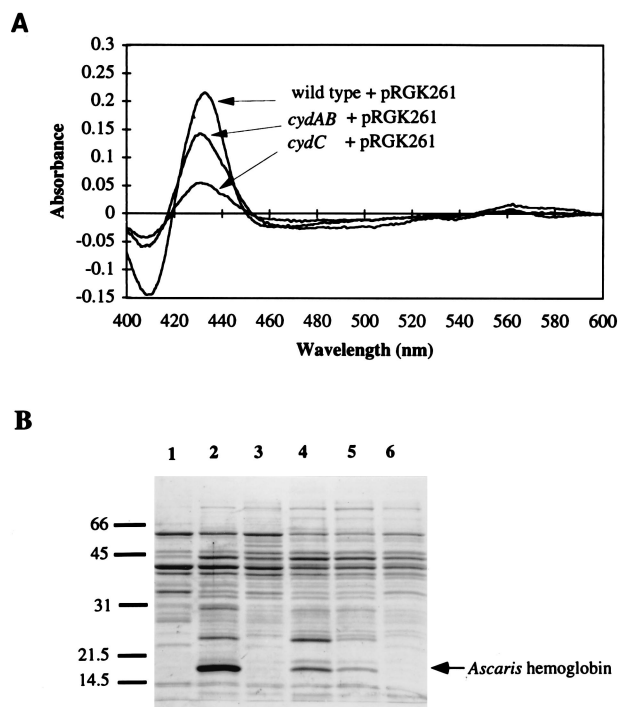 A
0.3
0.25
0.2
0.15
0.1
0.05
0
-0.05
-0.1
-0.15
Absorbance
wild type + pRGK261
cydAB + pRGK261
cydC + pRGK261
400 420 440 460 480 500 520 540 560 580 600
Wavelength (nm)
B
1 2 3 4 5 6
66
45
31
21.5
14.5
Ascaris hemoglobin